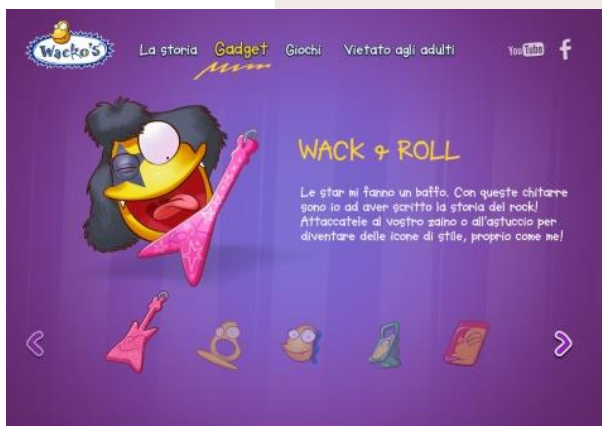 Wacko's
La storia Gadget Giochi Vietato agli adulti YouTube f
WACK & ROLL
Le star mi fanno un baffo. Con queste chitarre
sono io ad aver scritto la storia del rock!
Attaccatele al vostro zaino o all'astuccio per
diventare delle icone di stile, proprio come me!